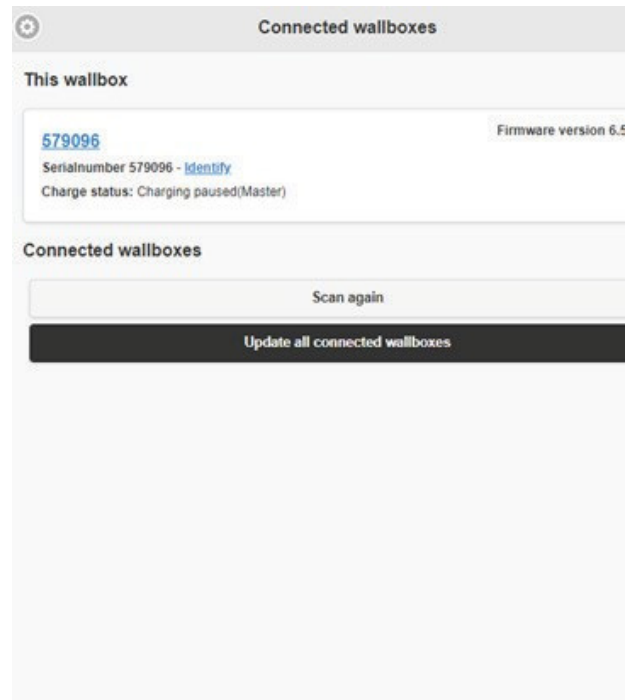 Connected wallboxes
This wallbox
Firmware version 6.5
579096
Serialnumber 579096 - Identify
Charge status: Charging paused(Master)
Connected wallboxes
Scan again
Update all connected wallboxes